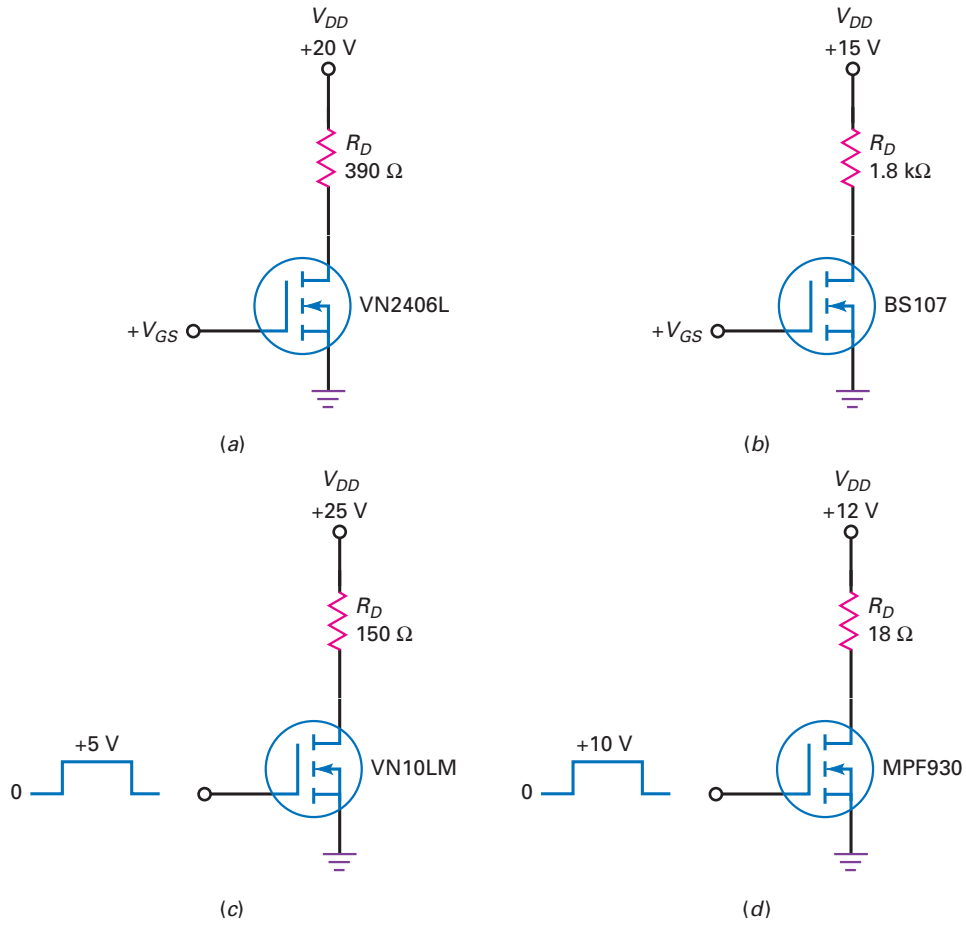 V_DD
+20 V
R_D
390 Ω
VN2406L
+V_GS
(a)
V_DD
+15 V
R_D
1.8 kΩ
BS107
+V_GS
(b)
V_DD
+25 V
R_D
150 Ω
+5 V
0
VN10LM
(c)
V_DD
+12 V
R_D
18 Ω
+10 V
0
MPF930
(d)